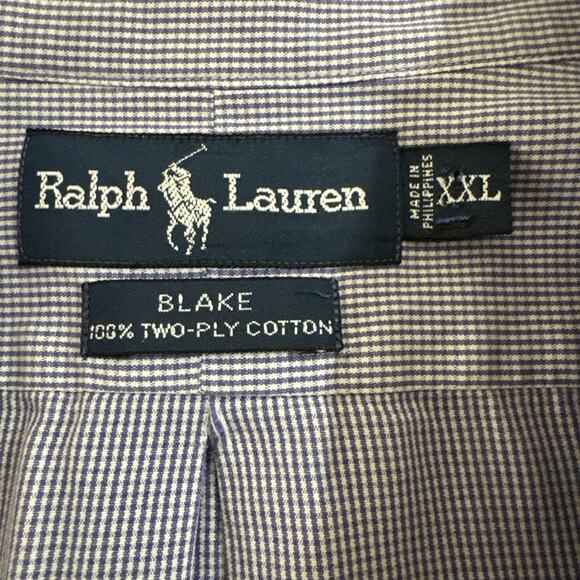 Ralph Lauren
MADE IN
PHILIPPINES
XXL
BLAKE
100% TWO-PLY COTTON